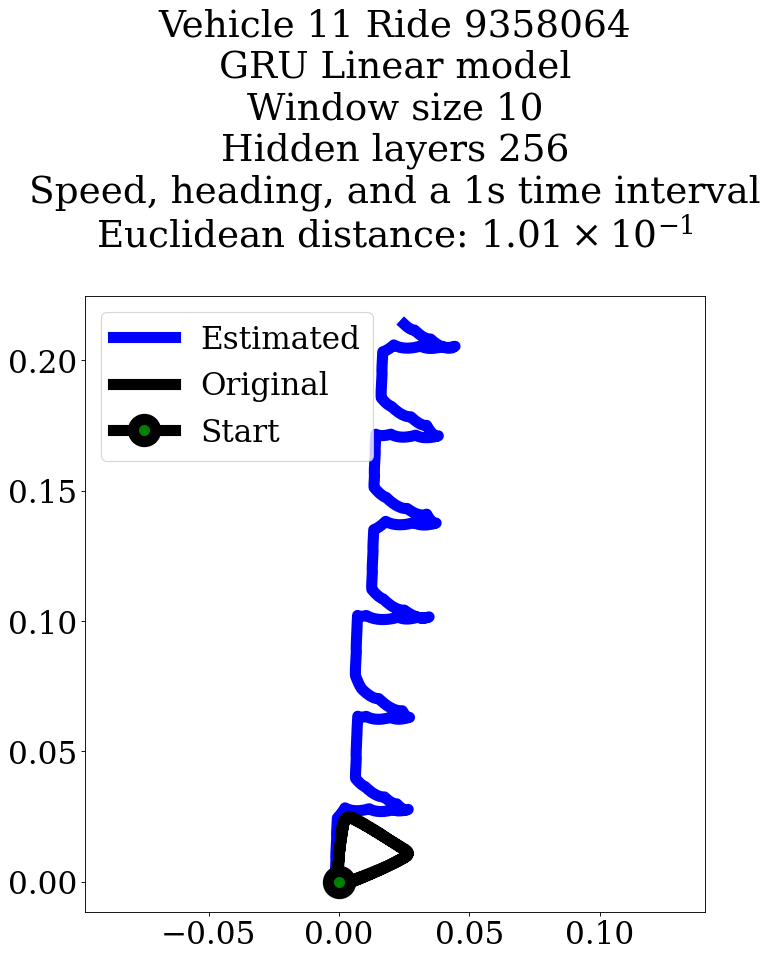 Vehicle 11 Ride 9358064
GRU Linear model
Window size 10
Hidden layers 256
Speed, heading, and a 1s time interval
Euclidean distance: 1.01 × 10⁻¹
Estimated
Original
Start
0.20
0.15
0.10
0.05
0.00
−0.05 0.00 0.05 0.10